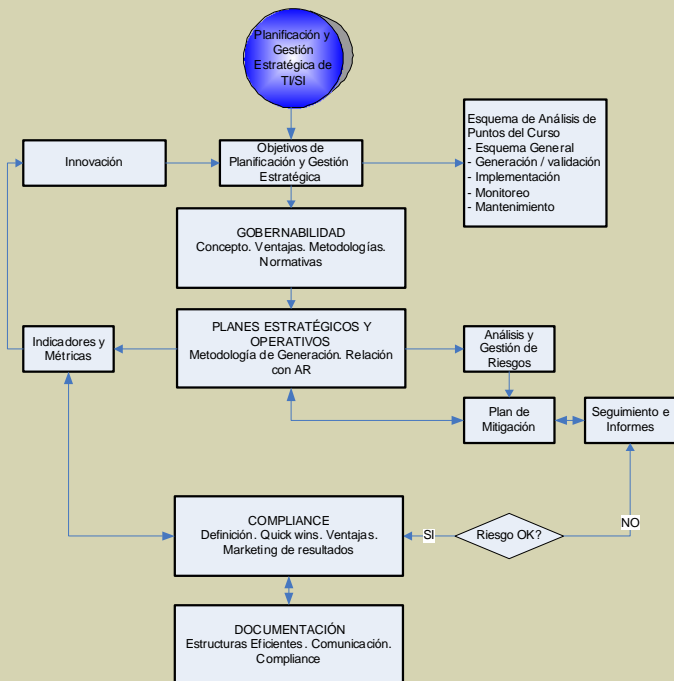 Planificación y
Gestión
Estratégica de
TI/SI
Innovación
Objetivos de
Planificación y Gestión
Estratégica
Esquema de Análisis de
Puntos del Curso
- Esquema General
- Generación / validación
- Implementación
- Monitoreo
- Mantenimiento
GOBERNABILIDAD
Concepto. Ventajas. Metodologías.
Normativas
Indicadores y
Métricas
PLANES ESTRATÉGICOS Y
OPERATIVOS
Metodología de Generación. Relación
con AR
Análisis y
Gestión de
Riesgos
Plan de
Mitigación
Seguimiento e
Informes
COMPLIANCE
Definición. Quick wins. Ventajas.
Marketing de resultados
SI
Riesgo OK?
NO
DOCUMENTACIÓN
Estructuras Eficientes. Comunicación.
Compliance